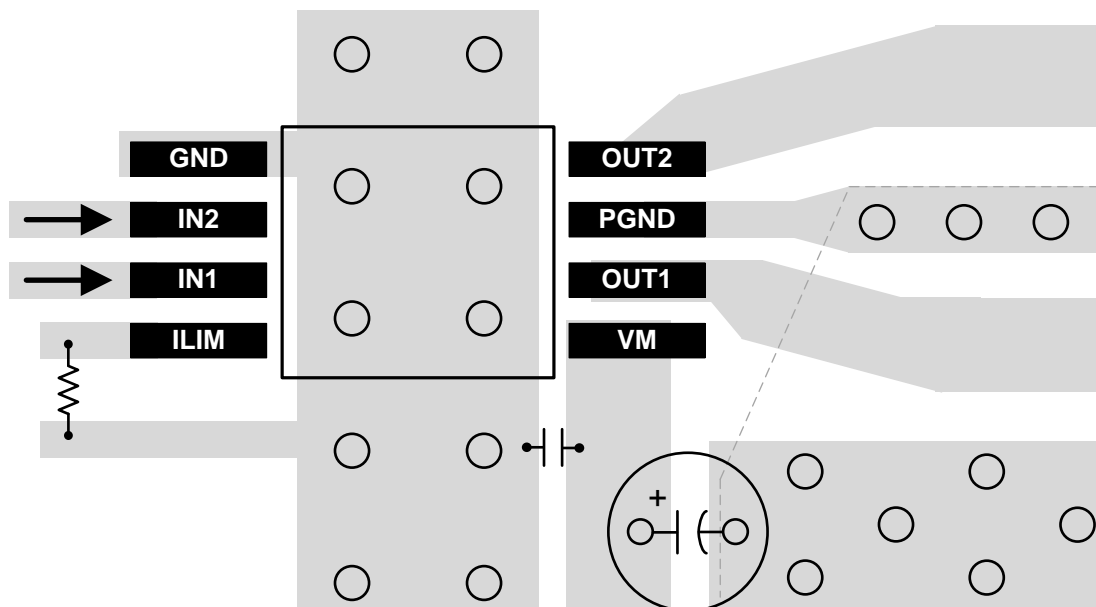 GND
IN2
IN1
ILIM
OUT2
PGND
OUT1
VM
+